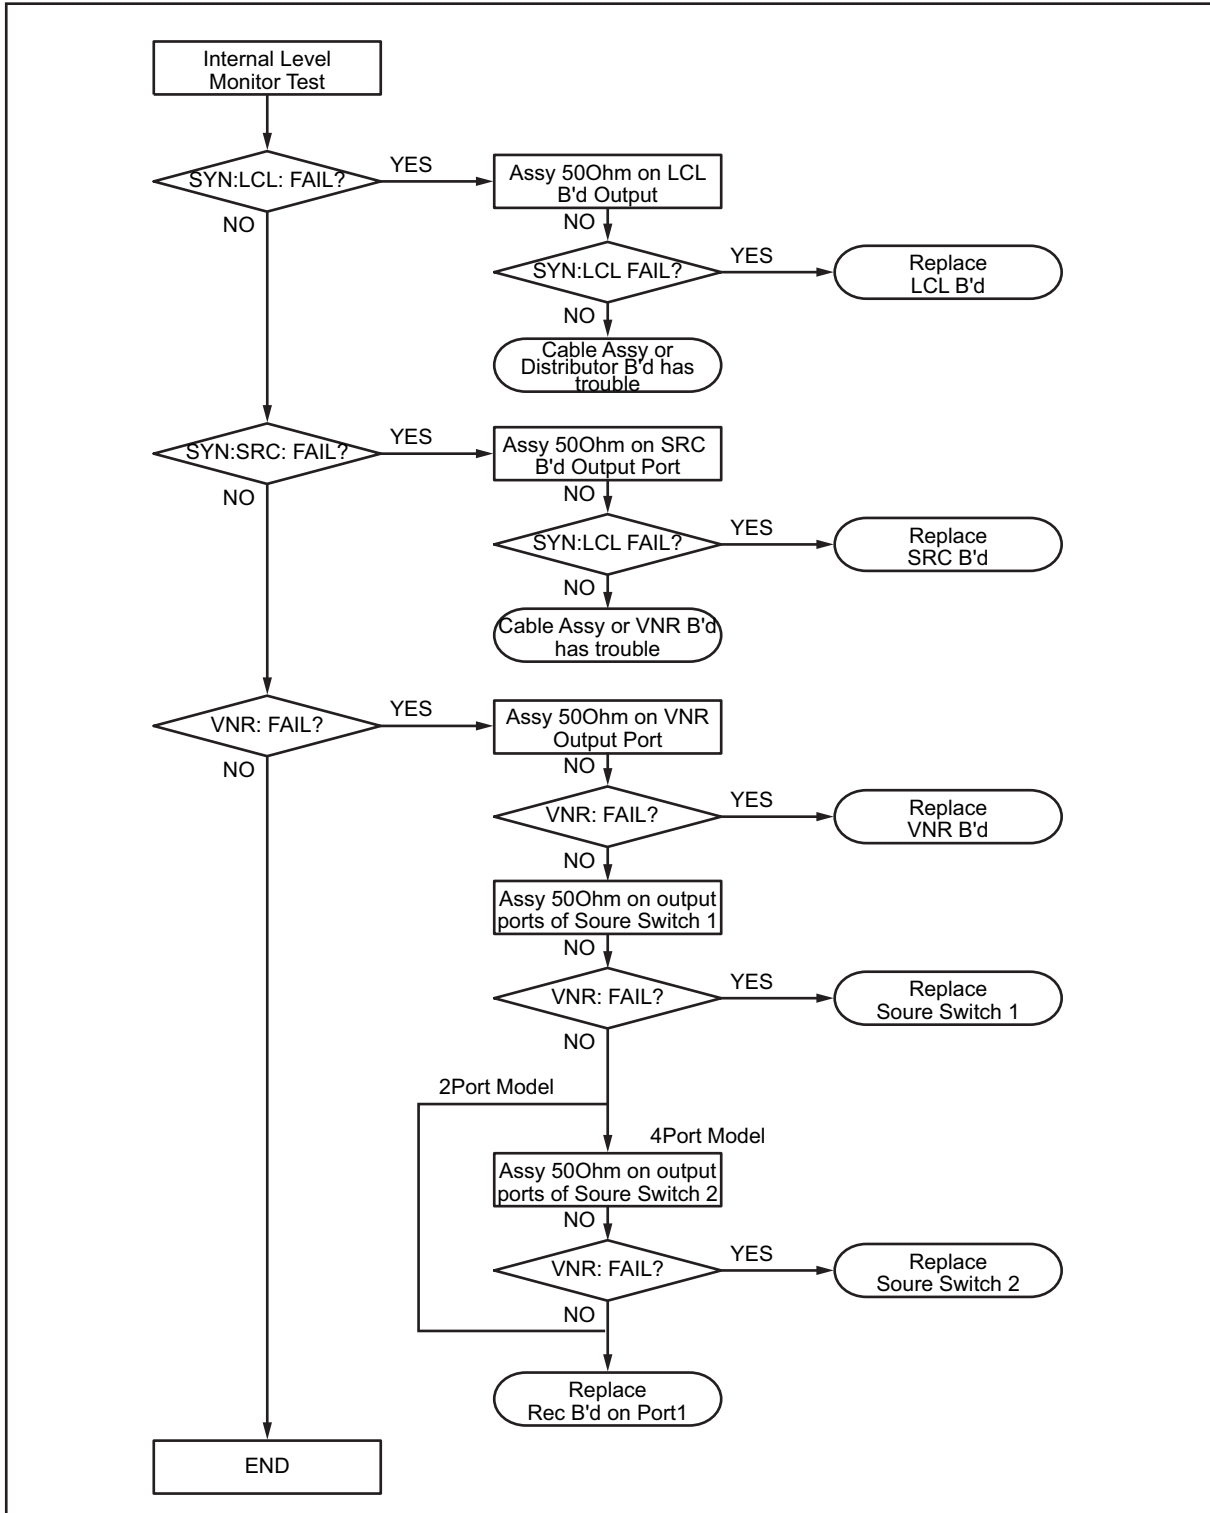 Internal Level
Monitor Test
SYN:LCL: FAIL?
YES
Assy 50Ohm on LCL
B'd Output
NO
NO
SYN:LCL FAIL?
YES
Replace
LCL B'd
NO
Cable Assy or
Distributor B'd has
trouble
SYN:SRC: FAIL?
YES
Assy 50Ohm on SRC
B'd Output Port
NO
NO
SYN:LCL FAIL?
YES
Replace
SRC B'd
NO
Cable Assy or VNR B'd
has trouble
VNR: FAIL?
YES
Assy 50Ohm on VNR
Output Port
NO
NO
VNR: FAIL?
YES
Replace
VNR B'd
NO
Assy 50Ohm on output
ports of Soure Switch 1
NO
VNR: FAIL?
YES
Replace
Soure Switch 1
NO
2Port Model
4Port Model
Assy 50Ohm on output
ports of Soure Switch 2
NO
VNR: FAIL?
YES
Replace
Soure Switch 2
NO
Replace
Rec B'd on Port1
END